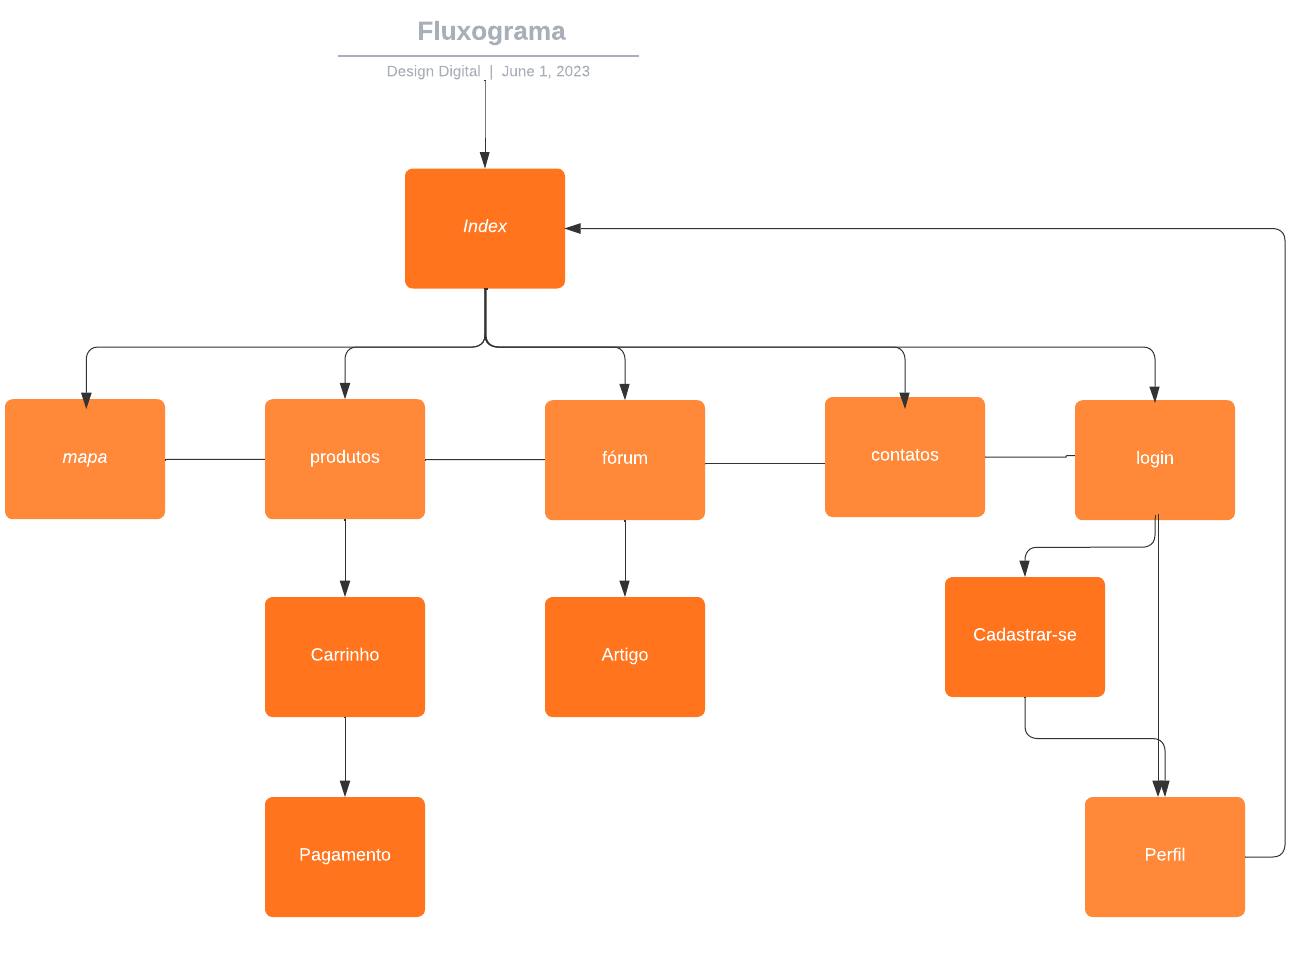 Fluxograma
Design Digital | June 1, 2023
Index
mapa
produtos
fórum
contatos
login
Carrinho
Artigo
Cadastrar-se
Pagamento
Perfil